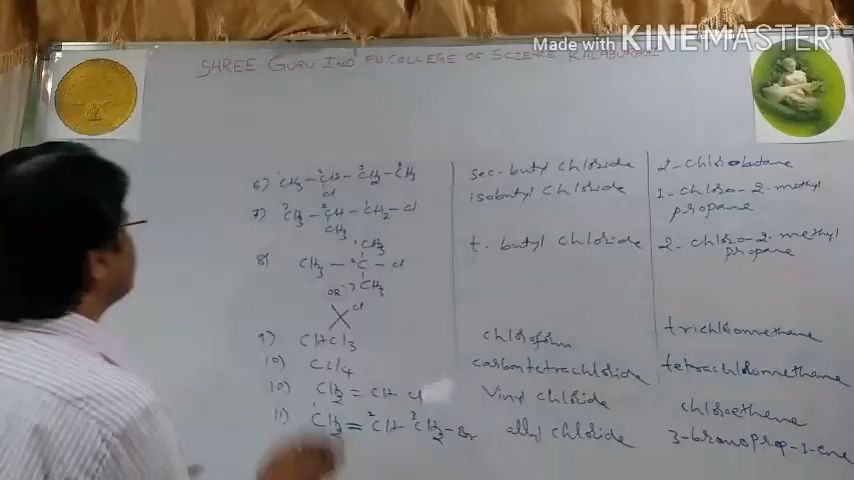 Made with KINEMASTER
SHREE GURU IND PU COLLEGE OF SCIENCE KALABURAGI
6) CH3 - CH - CH2 - CH3 sec-butyl chloride 2-chlorobutane
Cl
7) CH3 - CH - CH2 - Cl isobutyl chloride 1-chloro-2-methyl
CH3 propane
CH3
8) CH3 - C - Cl t. butyl chloride 2-chloro-2-methyl
CH3 propane
OR
Cl
9) CHCl3 chloroform trichloromethane
10) CCl4 carbontetrachloride tetrachloromethane
10) CH2 = CH Cl Vinyl chloride chloroethene
11) CH2 = CH - CH2 - Br allyl chloride 3-bromoprop-1-ene